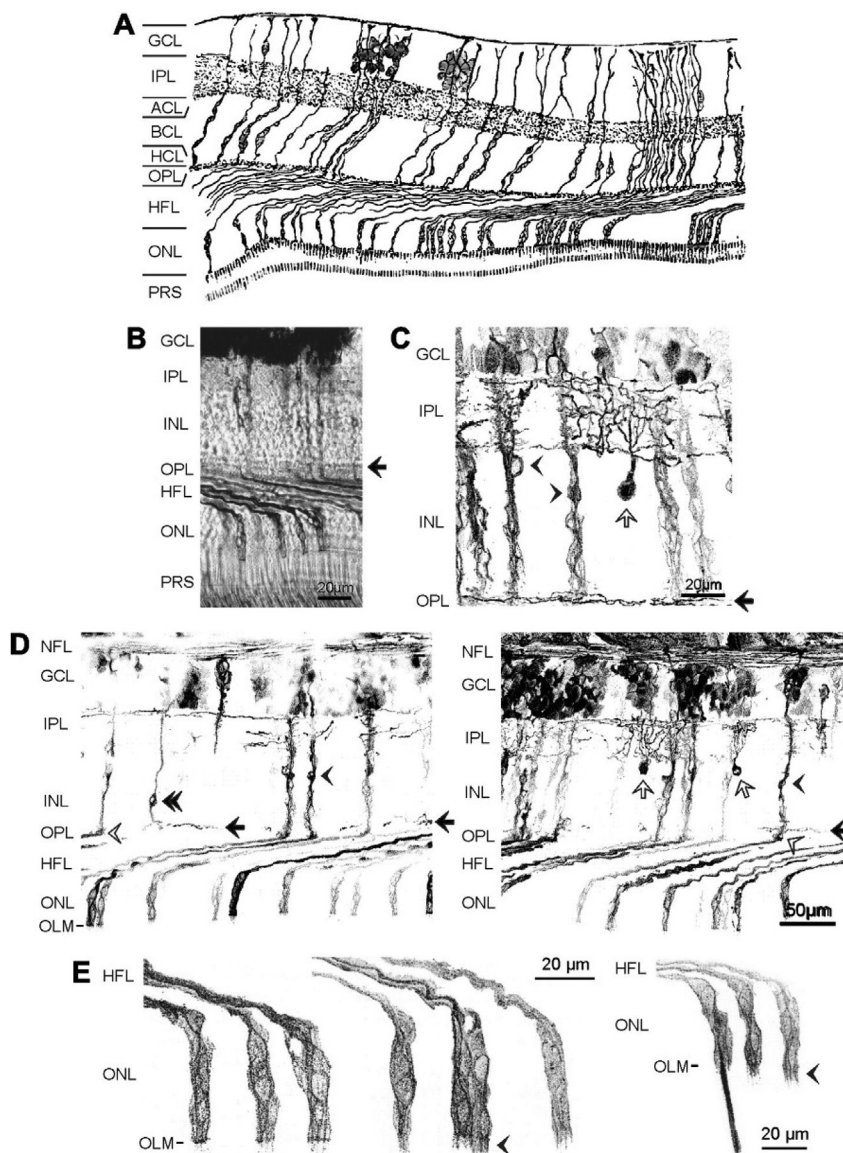 A
GCL
IPL
ACL
BCL
HCL
OPL
HFL
ONL
PRS
B
GCL
IPL
INL
OPL
HFL
ONL
PRS
20µm
C
GCL
IPL
INL
OPL
20µm
D
NFL
GCL
IPL
INL
OPL
HFL
ONL
OLM
NFL
GCL
IPL
INL
OPL
HFL
ONL
50µm
E
HFL
ONL
OLM
20 µm
HFL
ONL
OLM
20 µm